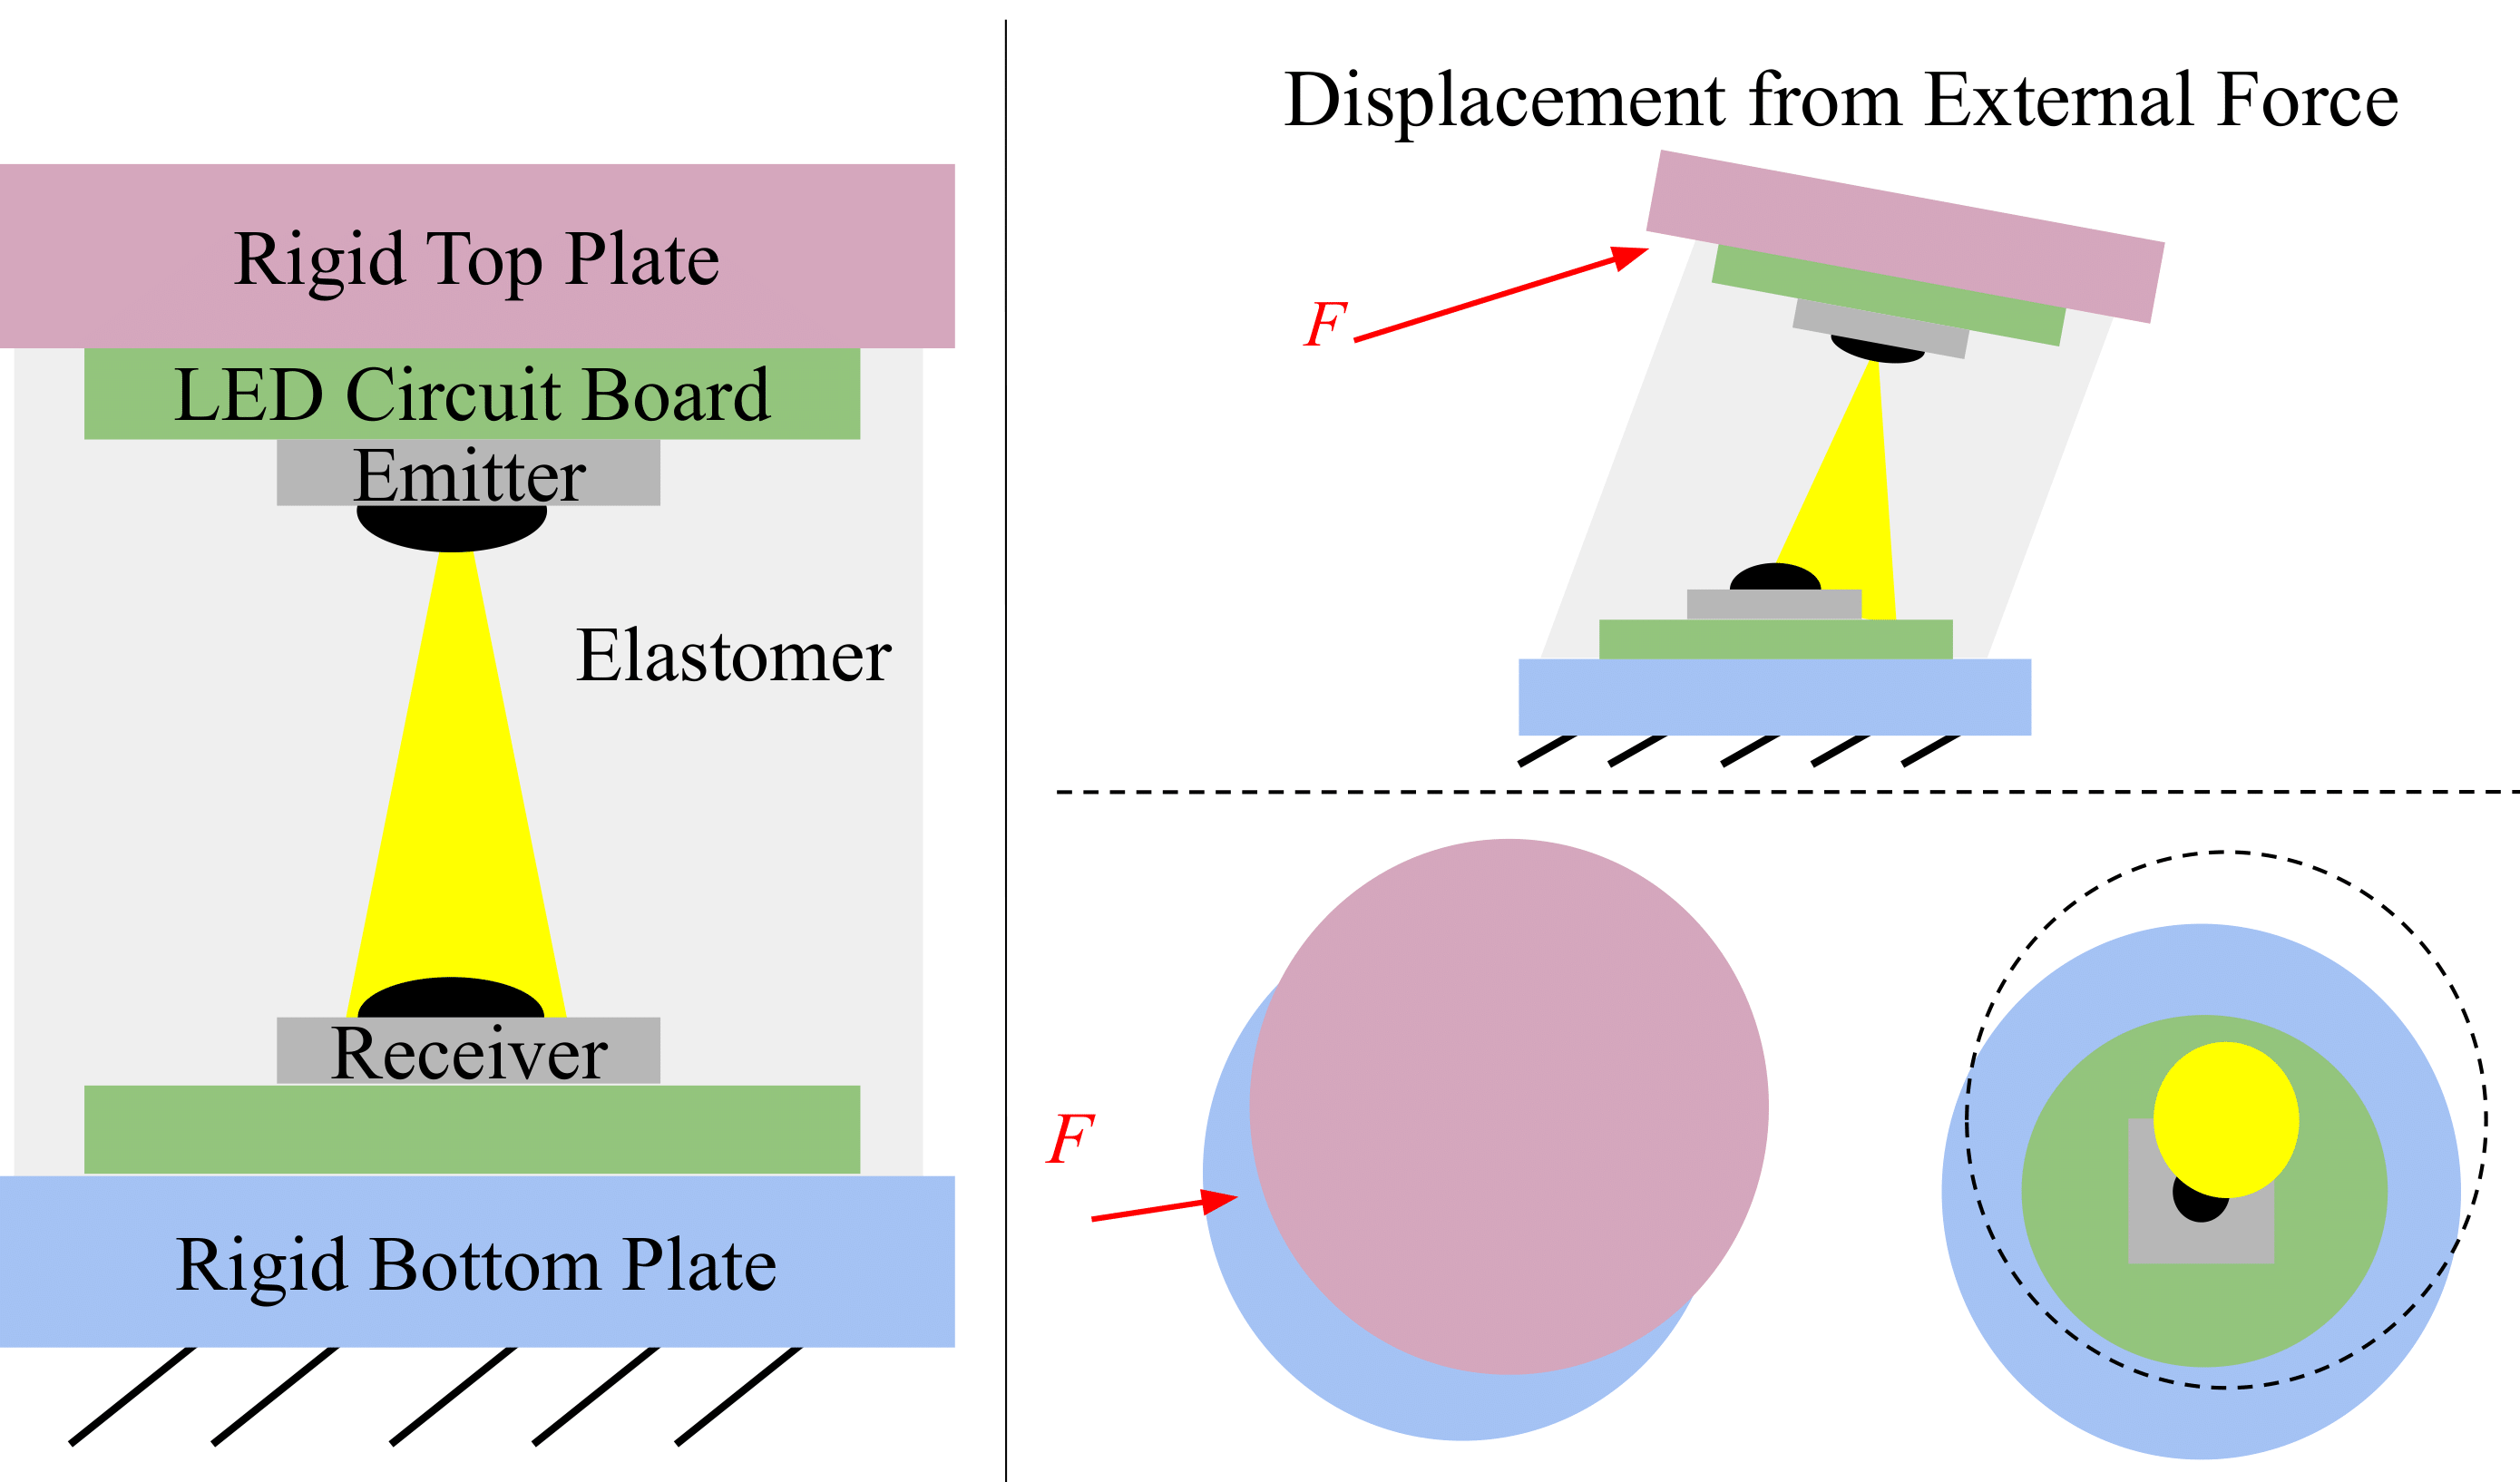 Rigid Top Plate
LED Circuit Board
Emitter
Elastomer
Receiver
Rigid Bottom Plate
Displacement from External Force
F
F